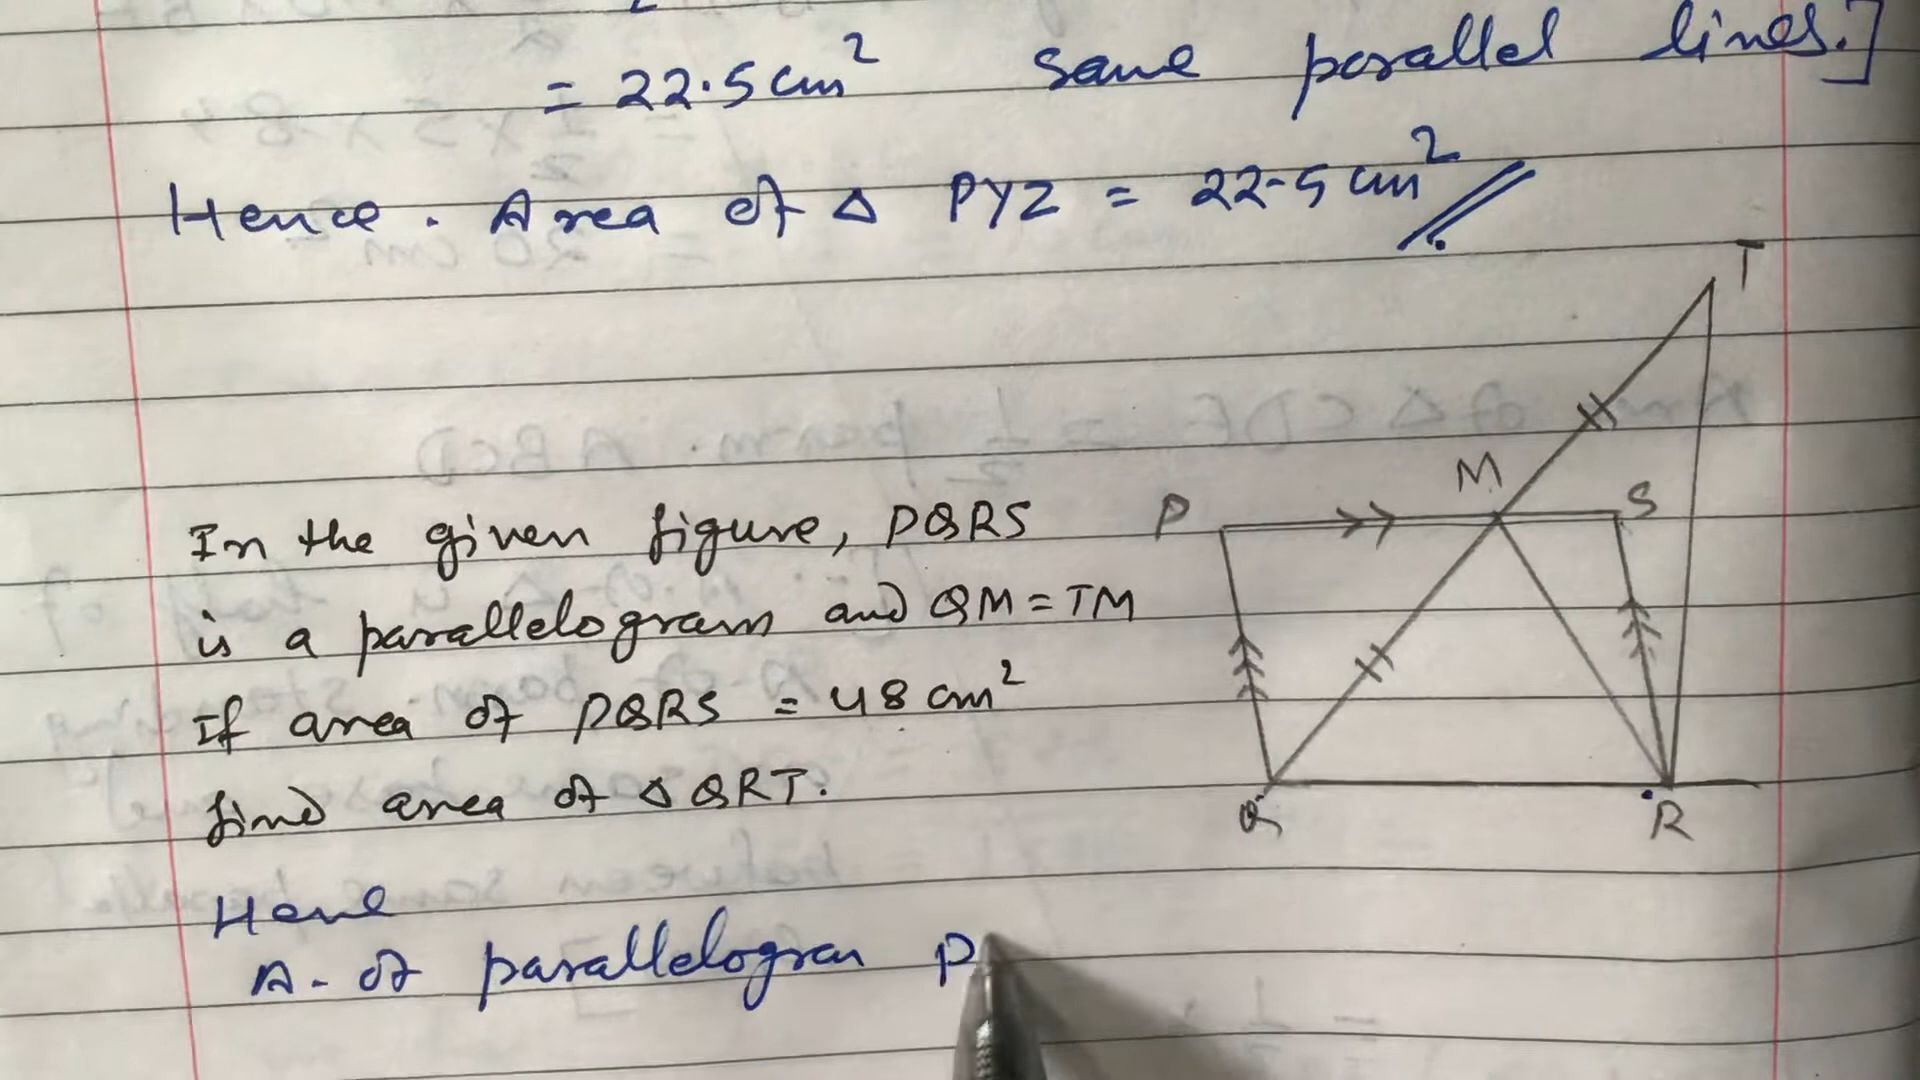 = 22.5 cm² same parallel lines.]
Hence. Area of △ PYZ = 22.5 cm²
T
M
P
S
In the given figure, PQRS
is a parallelogram and QM = TM
If area of PQRS = 48 cm²
find area of △ QRT.
Q
R
Here
A. of parallelogram P